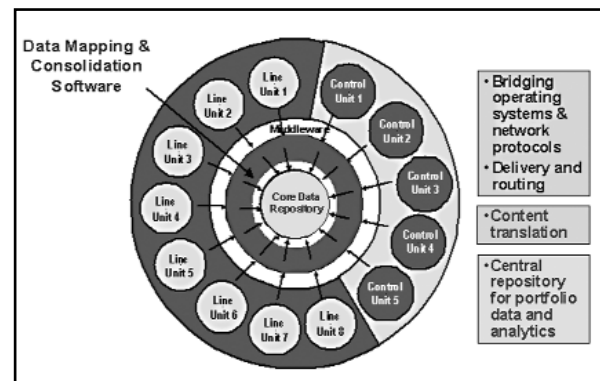 Data Mapping &
Consolidation
Software
Line
Unit 1
Line
Unit 2
Line
Unit 3
Line
Unit 4
Line
Unit 5
Line
Unit 6
Line
Unit 7
Line
Unit 8
Control
Unit 1
Control
Unit 2
Control
Unit 3
Control
Unit 4
Control
Unit 5
Middleware
Core Data
Repository
• Bridging
operating
systems &
network
protocols
• Delivery and
routing
• Content
translation
• Central
repository
for portfolio
data and
analytics